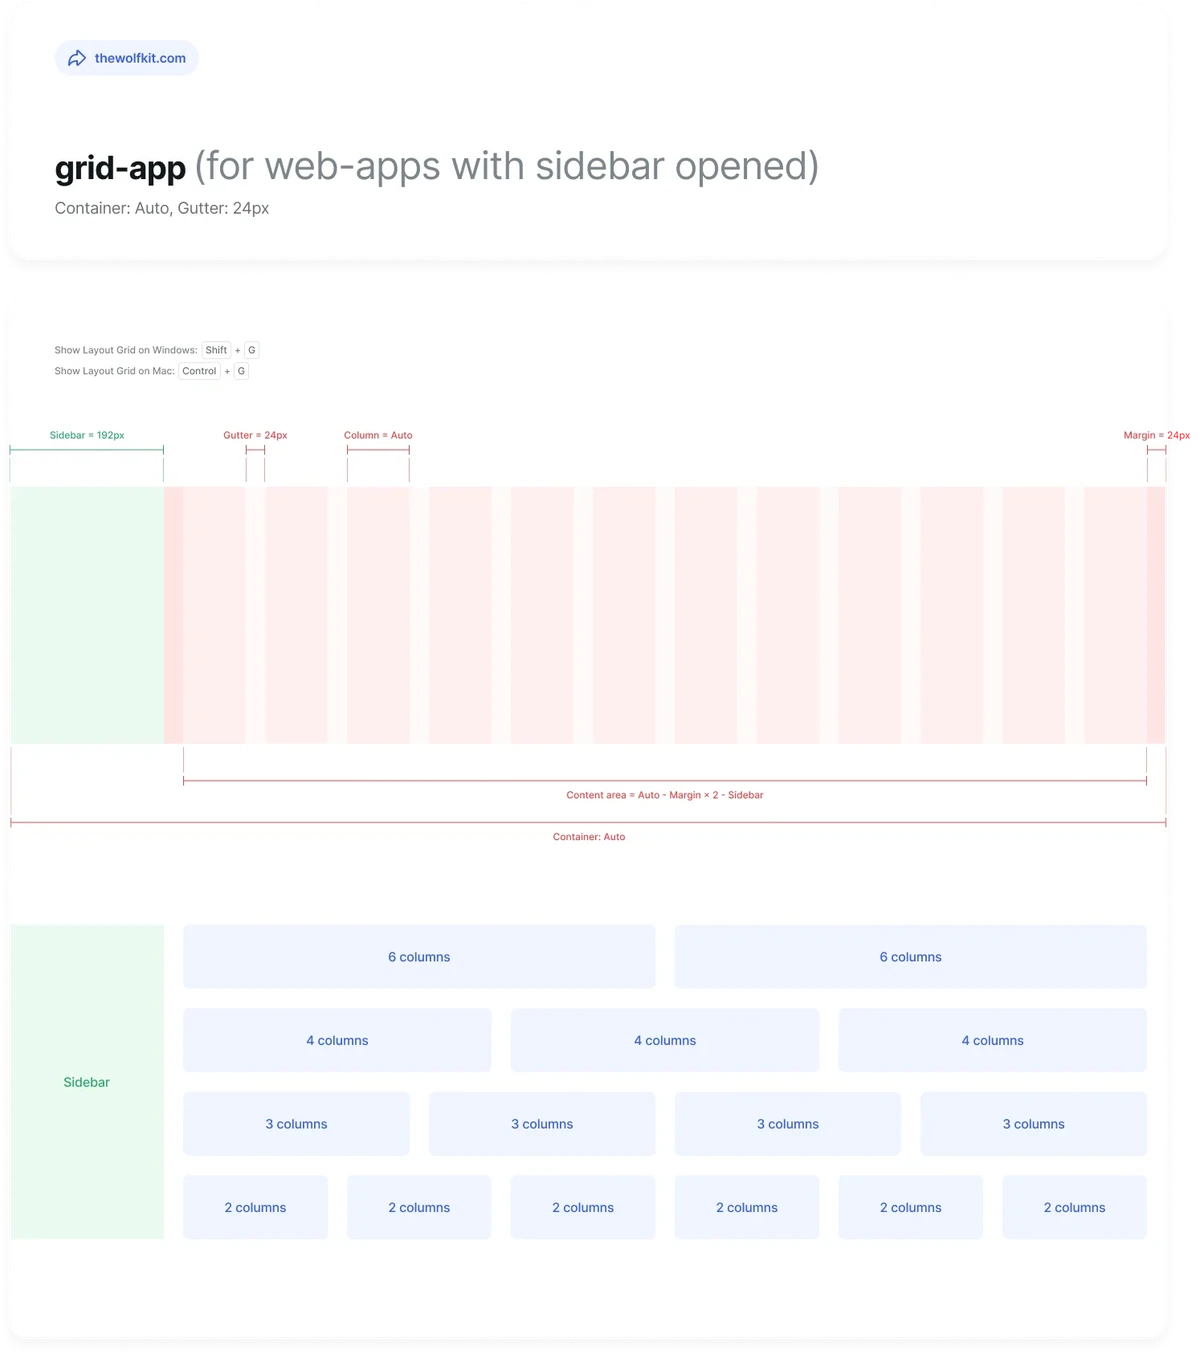 thewolfkit.com
grid-app (for web-apps with sidebar opened)
Container: Auto, Gutter: 24px
Show Layout Grid on Windows: Shift + G
Show Layout Grid on Mac: Control + G
Sidebar = 192px Gutter = 24px Column = Auto Margin = 24px
Content area = Auto - Margin × 2 - Sidebar
Container: Auto
6 columns 6 columns
4 columns 4 columns 4 columns
Sidebar
3 columns 3 columns 3 columns 3 columns
2 columns 2 columns 2 columns 2 columns 2 columns 2 columns